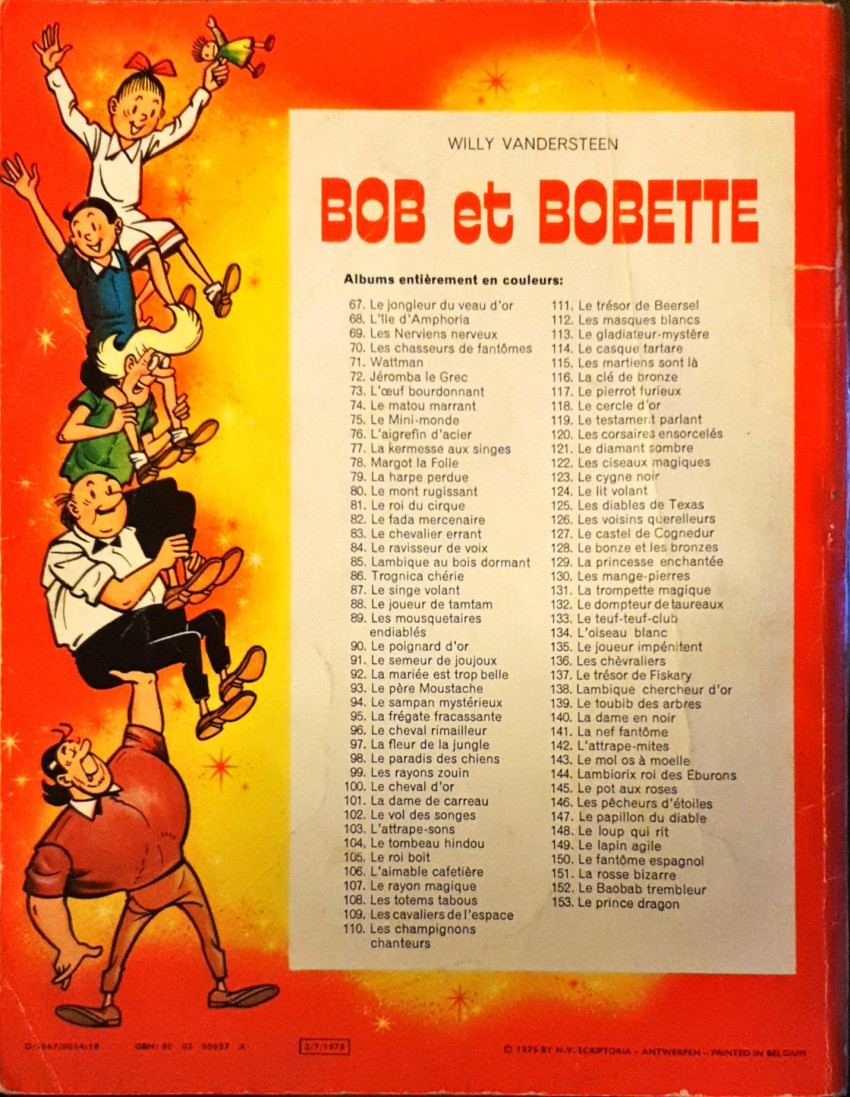 WILLY VANDERSTEEN
BOB et BOBETTE
Albums entièrement en couleurs:
67. Le jongleur du veau d'or
68. L'île d'Amphoria
69. Les Nerviens nerveux
70. Les chasseurs de fantômes
71. Wattman
72. Jéromba le Grec
73. L'œuf bourdonnant
74. Le matou marrant
75. Le Mini-monde
76. L'aigrefin d'acier
77. La kermesse aux singes
78. Margot la Folle
79. La harpe perdue
80. Le mont rugissant
81. Le roi du cirque
82. Le fada mercenaire
83. Le chevalier errant
84. Le ravisseur de voix
85. Lambique au bois dormant
86. Trognica chérie
87. Le singe volant
88. Le joueur de tamtam
89. Les mousquetaires
endiablés
90. Le poignard d'or
91. Le semeur de joujoux
92. La mariée est trop belle
93. Le père Moustache
94. Le sampan mystérieux
95. La frégate fracassante
96. Le cheval rimailleur
97. La fleur de la jungle
98. Le paradis des chiens
99. Les rayons zouin
100. Le cheval d'or
101. La dame de carreau
102. Le vol des songes
103. L'attrape-sons
104. Le tombeau hindou
105. Le roi boit
106. L'aimable cafetière
107. Le rayon magique
108. Les totems tabous
109. Les cavaliers de l'espace
110. Les champignons
chanteurs
111. Le trésor de Beersel
112. Les masques blancs
113. Le gladiateur-mystère
114. Le casque tartare
115. Les martiens sont là
116. La clé de bronze
117. Le pierrot furieux
118. Le cercle d'or
119. Le testament parlant
120. Les corsaires ensorcelés
121. Le diamant sombre
122. Les ciseaux magiques
123. Le cygne noir
124. Le lit volant
125. Les diables de Texas
126. Les voisins querelleurs
127. Le castel de Cognedur
128. Le bonze et les bronzes
129. La princesse enchantée
130. Les mange-pierres
131. La trompette magique
132. Le dompteur de taureaux
133. Le teuf-teuf-club
134. L'oiseau blanc
135. Le joueur impénitent
136. Les chèvraliers
137. Le trésor de Fiskary
138. Lambique chercheur d'or
139. Le toubib des arbres
140. La dame en noir
141. La nef fantôme
142. L'attrape-mites
143. Le mol os à moelle
144. Lambiorix roi des Eburons
145. Le pot aux roses
146. Les pêcheurs d'étoiles
147. Le papillon du diable
148. Le loup qui rit
149. Le lapin agile
150. Le fantôme espagnol
151. La rosse bizarre
152. Le Baobab trembleur
153. Le prince dragon
ISBN: 90 02 00657 X
2/7/1975
© 1975 BY N.V. SCRIPTORIA - ANTWERPEN - PRINTED IN BELGIUM